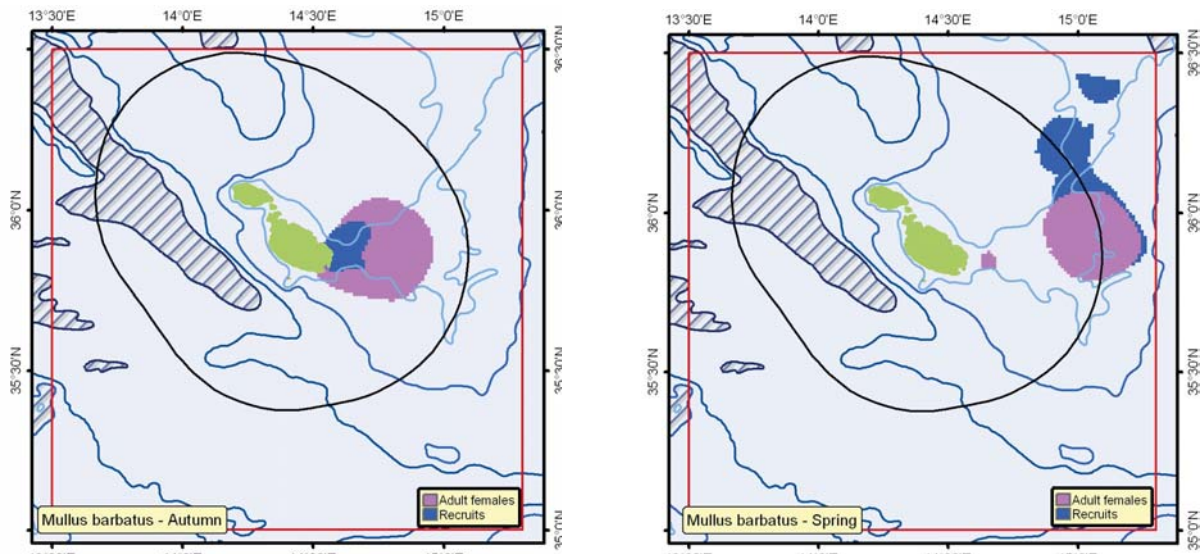 13°30'E 14°0'E 14°30'E 15°0'E
36°30'N
36°0'N 36°0'N
35°30'N 35°30'N
35°0'N
Adult females
Recruits
Mullus barbatus - Autumn
13°30'E 14°0'E 14°30'E 15°0'E
36°30'N
36°0'N 36°0'N
35°30'N 35°30'N
35°0'N
Adult females
Recruits
Mullus barbatus - Spring